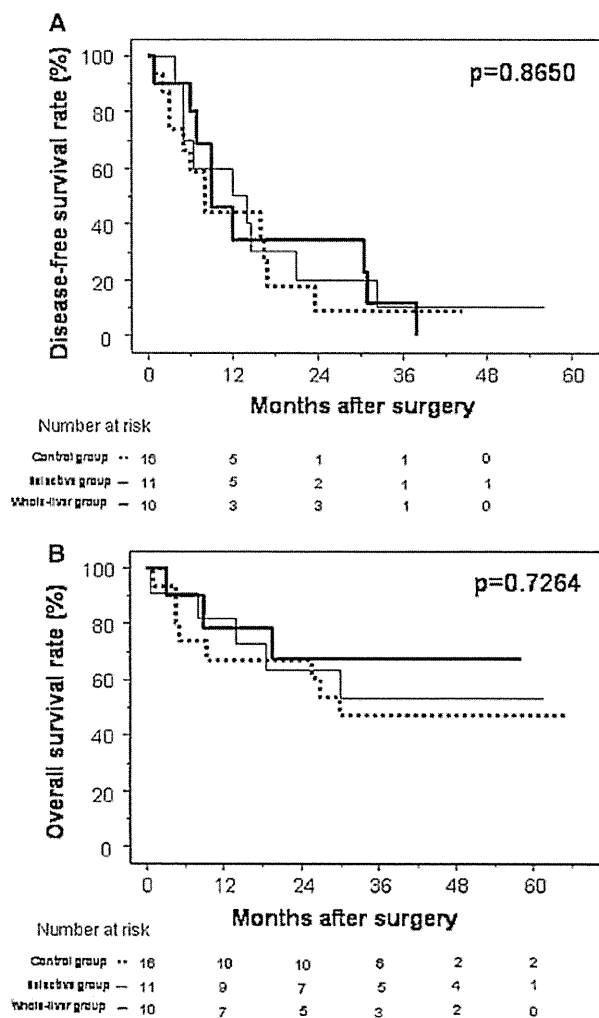 A
Disease-free survival rate (%)
100
80
60
40
20
0
p=0.8650
0 12 24 36 48 60
Months after surgery
Number at risk
Control group 16 5 1 1 0
selective group 11 5 2 1 1
Whole-liver group 10 3 3 1 0
B
Overall survival rate (%)
100
80
60
40
20
0
p=0.7264
0 12 24 36 48 60
Months after surgery
Number at risk
Control group 16 10 10 8 2 2
selective group 11 9 7 5 4 1
Whole-liver group 10 7 5 3 2 0